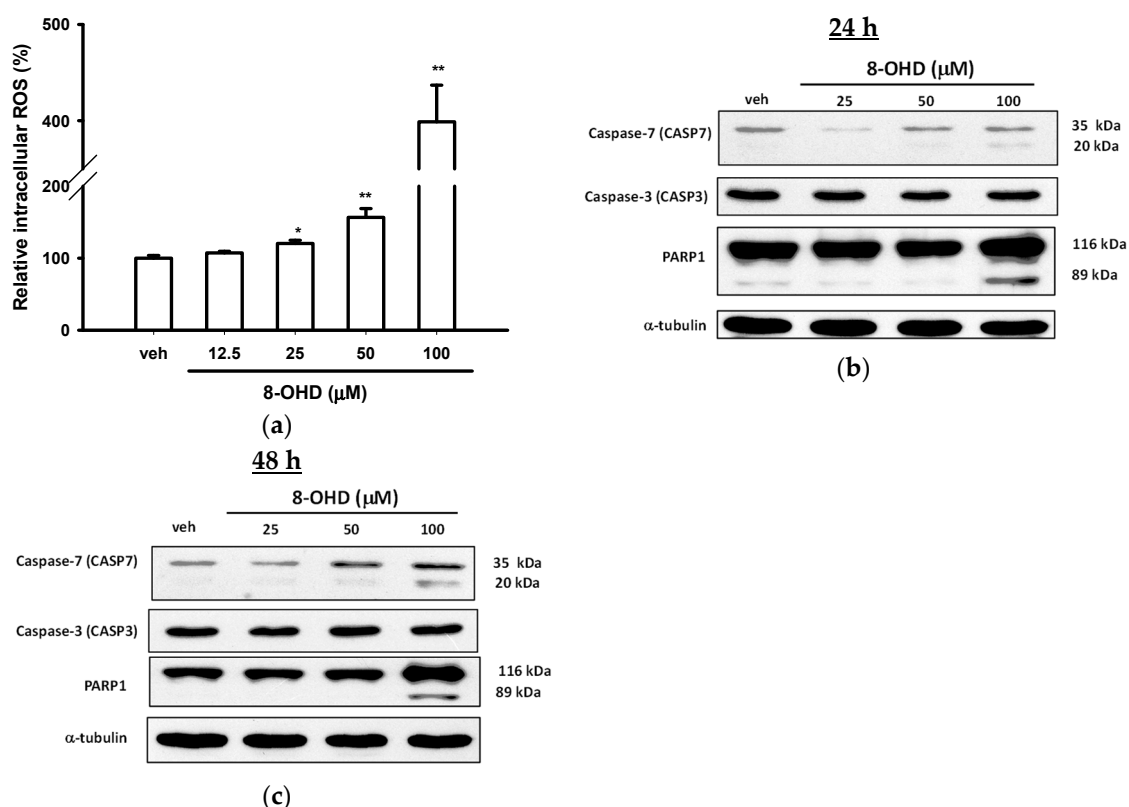 500
400
200
100
0
Relative intracellular ROS (%)
*
**
**
veh 12.5 25 50 100
8-OHD (μM)
(a)
24 h
8-OHD (μM)
veh 25 50 100
Caspase-7 (CASP7) 35 kDa
20 kDa
Caspase-3 (CASP3)
PARP1 116 kDa
89 kDa
α-tubulin
(b)
48 h
8-OHD (μM)
veh 25 50 100
Caspase-7 (CASP7) 35 kDa
20 kDa
Caspase-3 (CASP3)
PARP1 116 kDa
89 kDa
α-tubulin
(c)